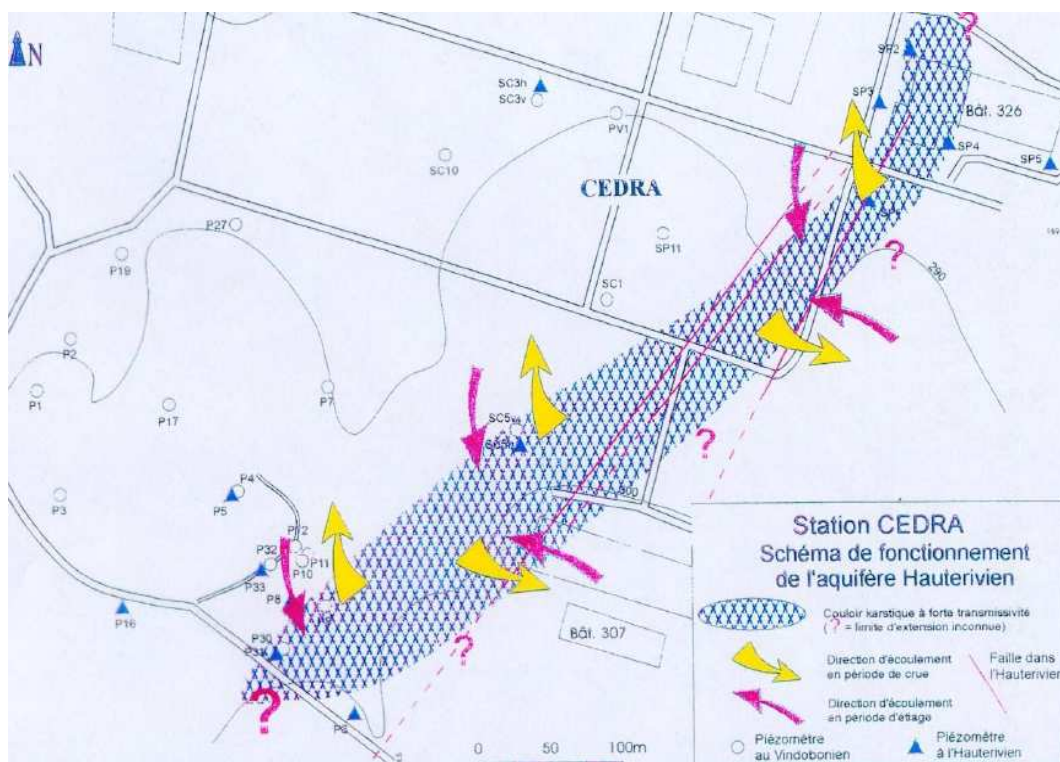 N
?
SP2
SC3h
SC3v
SP3
Bât. 326
PV1
SP4
SP5
SC10
CEDRA
P27
SP11
?
290
P19
SC1
P2
P1
P7
P17
SC5v
?
P4
P5
P3
300
Station CEDRA
Schéma de fonctionnement
de l'aquifère Hauterivien
P32
P11
P10
P33
P8
P16
Couloir karstique à forte transmissivité
(? = limite d'extension inconnue)
P30
?
Bât. 307
Direction d'écoulement
en période de crue
Faille dans
l'Hauterivien
?
Direction d'écoulement
en période d'étiage
0 50 100m
Piézomètre
au Vindobonien
Piézomètre
à l'Hauterivien